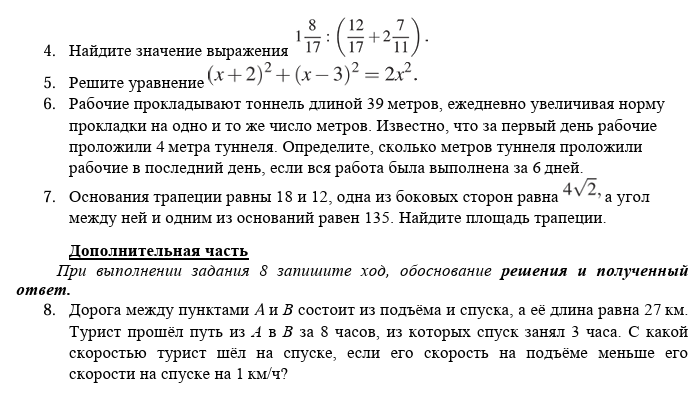 4. Найдите значение выражения 1 8/17 : (12/17 + 2 7/11).
5. Решите уравнение (x + 2)² + (x − 3)² = 2x².
6. Рабочие прокладывают тоннель длиной 39 метров, ежедневно увеличивая норму
прокладки на одно и то же число метров. Известно, что за первый день рабочие
проложили 4 метра туннеля. Определите, сколько метров туннеля проложили
рабочие в последний день, если вся работа была выполнена за 6 дней.
7. Основания трапеции равны 18 и 12, одна из боковых сторон равна 4√2, а угол
между ней и одним из оснований равен 135. Найдите площадь трапеции.
Дополнительная часть
При выполнении задания 8 запишите ход, обоснование решения и полученный
ответ.
8. Дорога между пунктами A и B состоит из подъёма и спуска, а её длина равна 27 км.
Турист прошёл путь из A в B за 8 часов, из которых спуск занял 3 часа. С какой
скоростью турист шёл на спуске, если его скорость на подъёме меньше его
скорости на спуске на 1 км/ч?